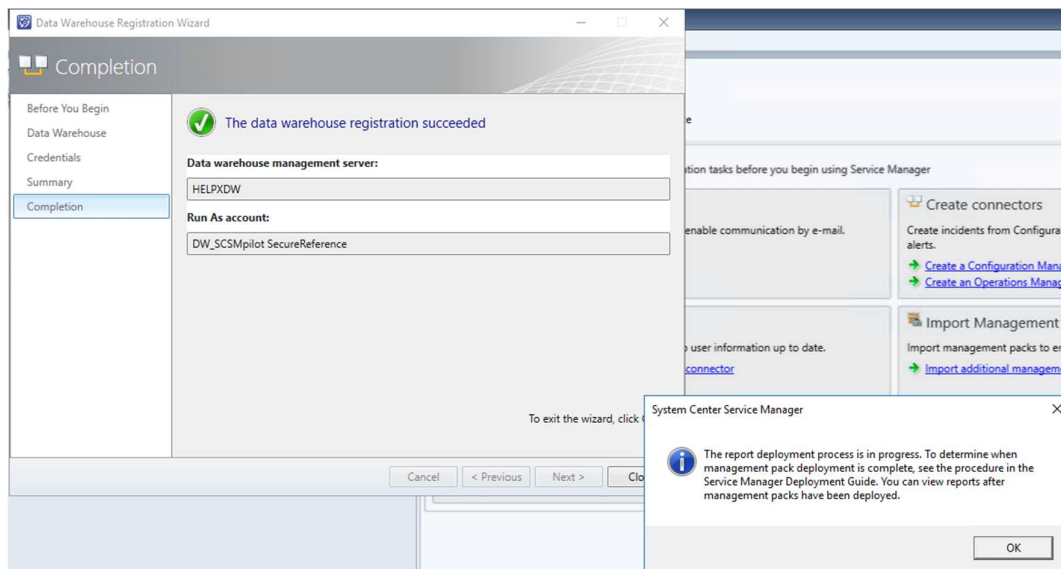 Data Warehouse Registration Wizard
Completion
Before You Begin
Data Warehouse
Credentials
Summary
Completion
The data warehouse registration succeeded
Data warehouse management server:
HELPXDW
Run As account:
DW_SCSMpilot SecureReference
To exit the wizard, click
Cancel
< Previous
Next >
tasks before you begin using Service Manager
enable communication by e-mail.
user information up to date.
connector
Create connectors
Create incidents from
alerts.
Create a Configuration
Create an Operations
Import Management
Import management packs to
Import additional
System Center Service Manager
The report deployment process is in progress. To determine when
management pack deployment is complete, see the procedure in the
Service Manager Deployment Guide. You can view reports after
management packs have been deployed.
OK